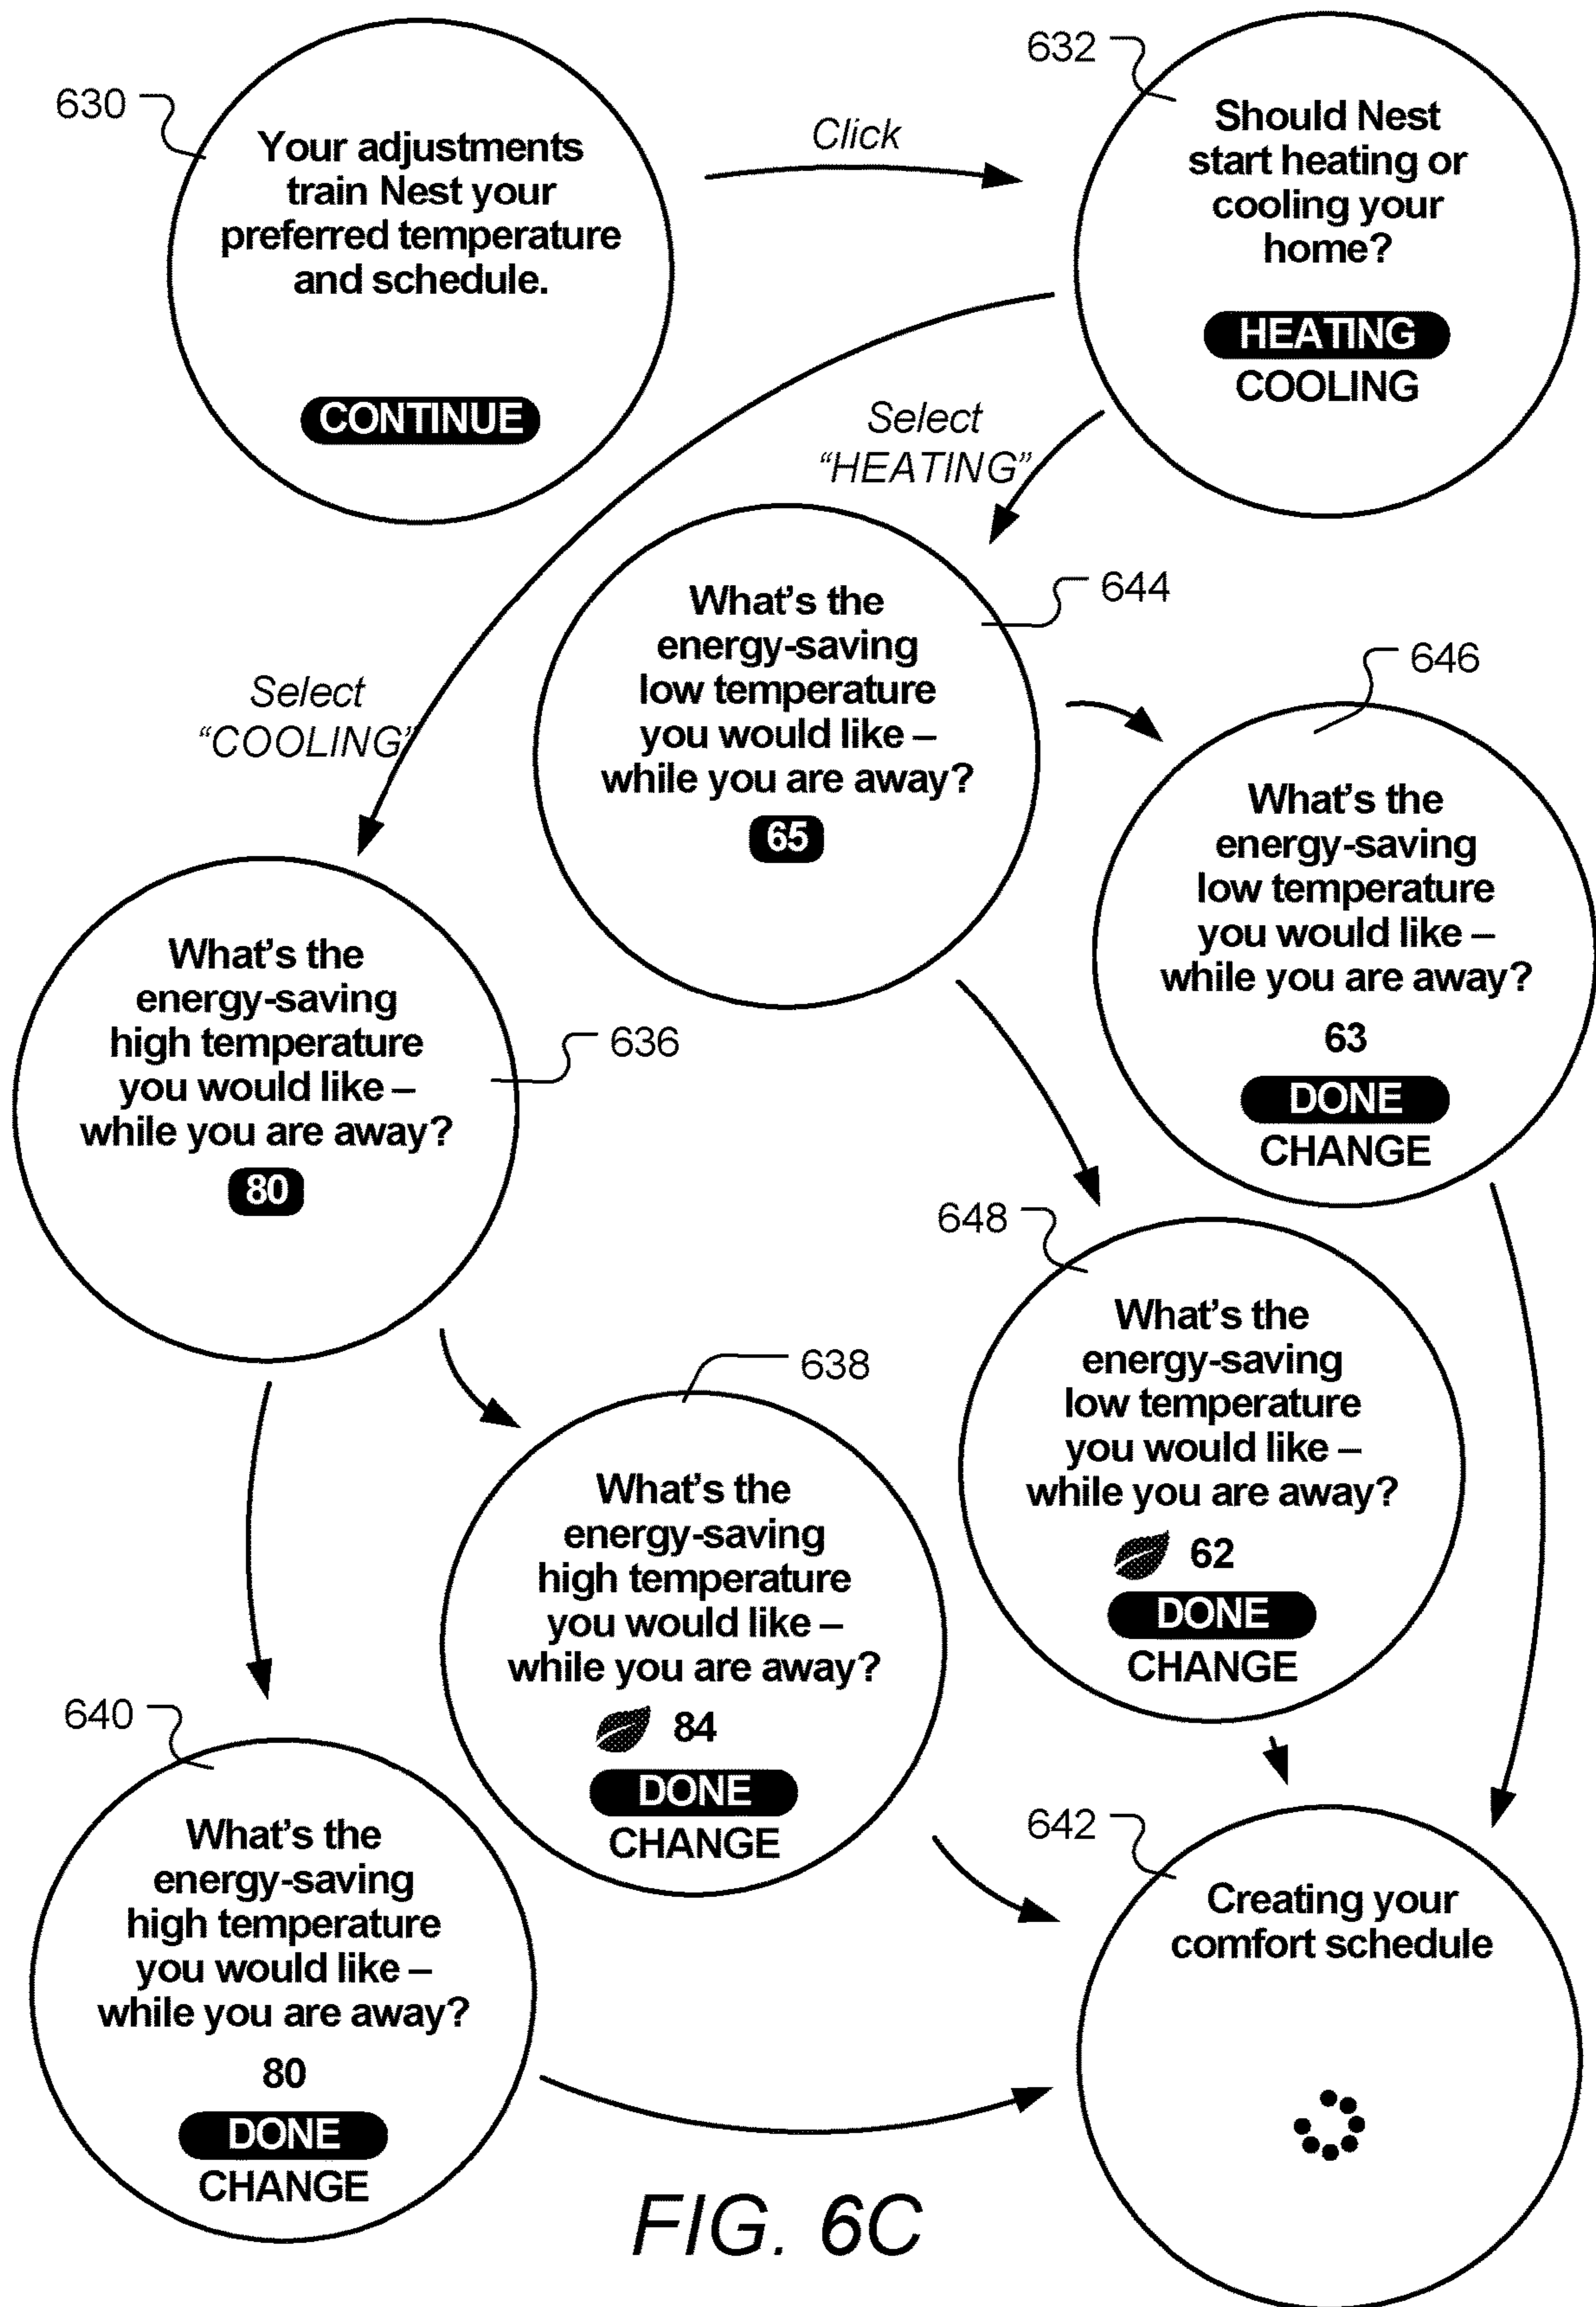 630
Your adjustments
train Nest your
preferred temperature
and schedule.
CONTINUE
Click
632
Should Nest
start heating or
cooling your
home?
HEATING
COOLING
Select
“HEATING”
Select
“COOLING”
644
What's the
energy-saving
low temperature
you would like –
while you are away?
65
646
What's the
energy-saving
low temperature
you would like –
while you are away?
63
DONE
CHANGE
636
What's the
energy-saving
high temperature
you would like –
while you are away?
80
648
What's the
energy-saving
low temperature
you would like –
while you are away?
62
DONE
CHANGE
638
What's the
energy-saving
high temperature
you would like –
while you are away?
84
DONE
CHANGE
640
What's the
energy-saving
high temperature
you would like –
while you are away?
80
DONE
CHANGE
642
Creating your
comfort schedule
FIG. 6C